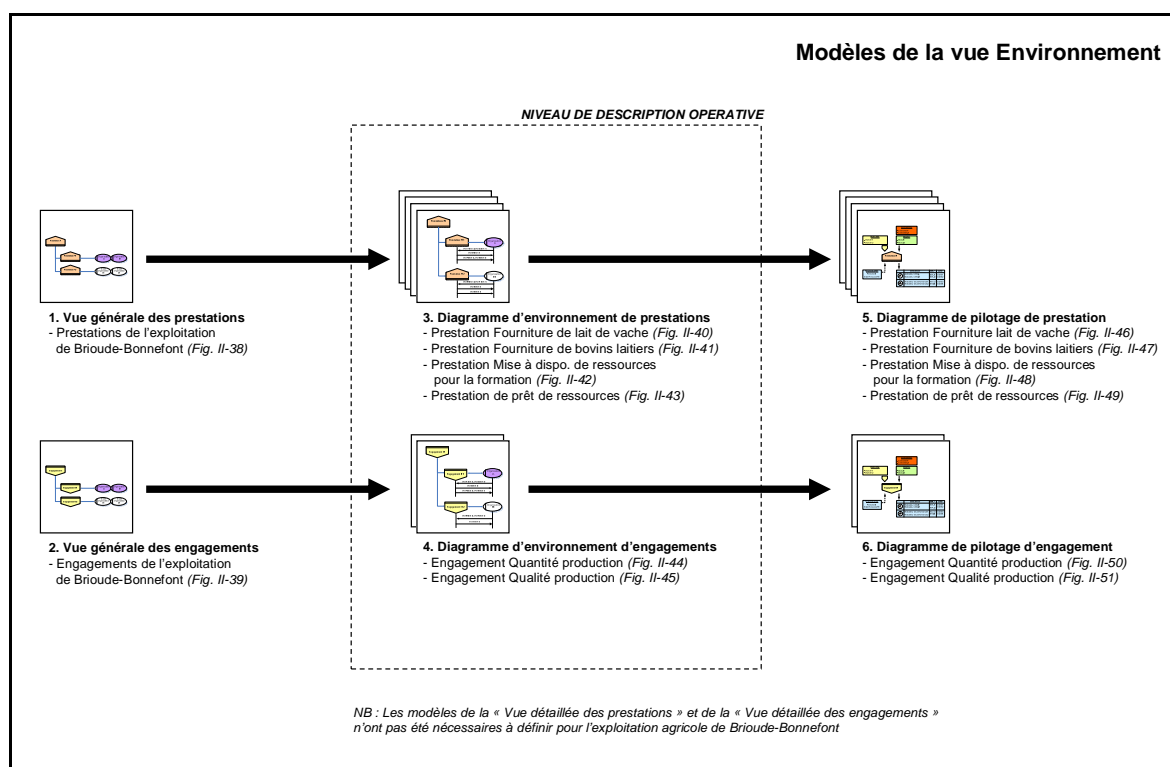 Modèles de la vue Environnement
NIVEAU DE DESCRIPTION OPERATIVE
1. Vue générale des prestations
- Prestations de l'exploitation
de Brioude-Bonnefont (Fig. II-38)
3. Diagramme d'environnement de prestations
- Prestation Fourniture de lait de vache (Fig. II-40)
- Prestation Fourniture de bovins laitiers (Fig. II-41)
- Prestation Mise à dispo. de ressources
pour la formation (Fig. II-42)
- Prestation de prêt de ressources (Fig. II-43)
5. Diagramme de pilotage de prestation
- Prestation Fourniture lait de vache (Fig. II-46)
- Prestation Fourniture de bovins laitiers (Fig. II-47)
- Prestation Mise à dispo. de ressources
pour la formation (Fig. II-48)
- Prestation de prêt de ressources (Fig. II-49)
2. Vue générale des engagements
- Engagements de l'exploitation
de Brioude-Bonnefont (Fig. II-39)
4. Diagramme d'environnement d'engagements
- Engagement Quantité production (Fig. II-44)
- Engagement Qualité production (Fig. II-45)
6. Diagramme de pilotage d'engagement
- Engagement Quantité production (Fig. II-50)
- Engagement Qualité production (Fig. II-51)
NB : Les modèles de la « Vue détaillée des prestations » et de la « Vue détaillée des engagements »
n'ont pas été nécessaires à définir pour l'exploitation agricole de Brioude-Bonnefont